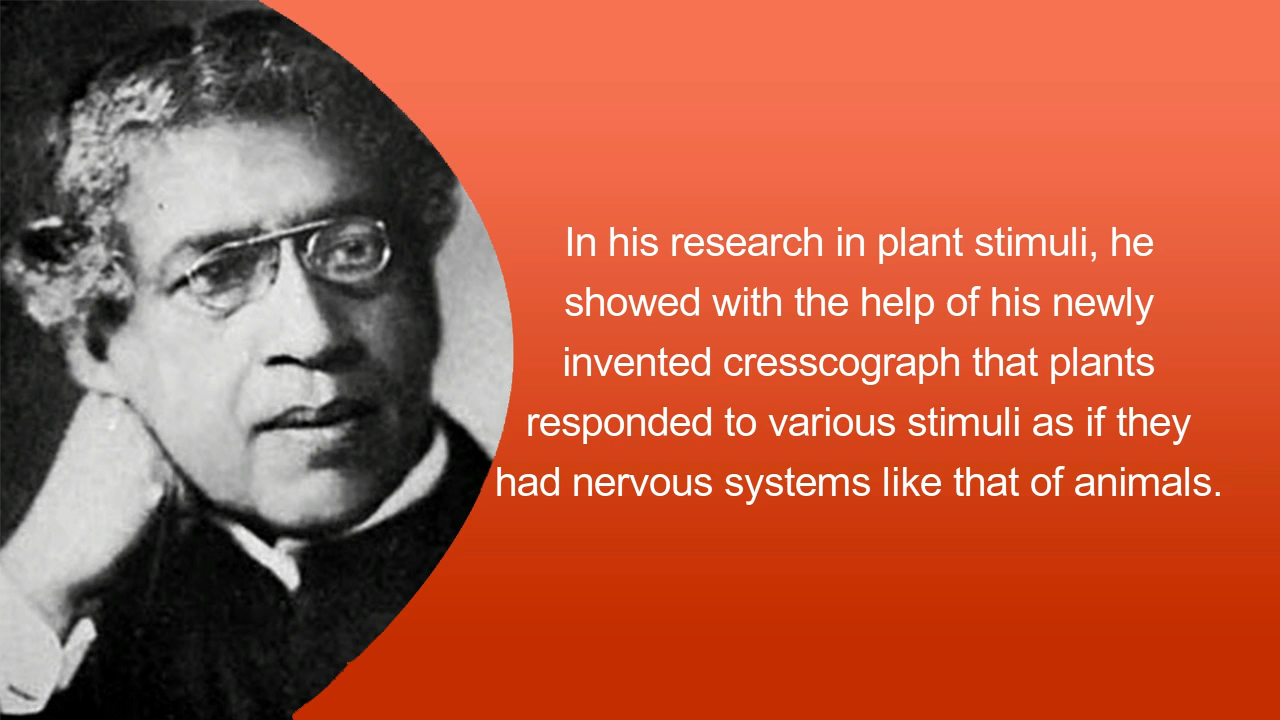 In his research in plant stimuli, he
showed with the help of his newly
invented cresscograph that plants
responded to various stimuli as if they
had nervous systems like that of animals.